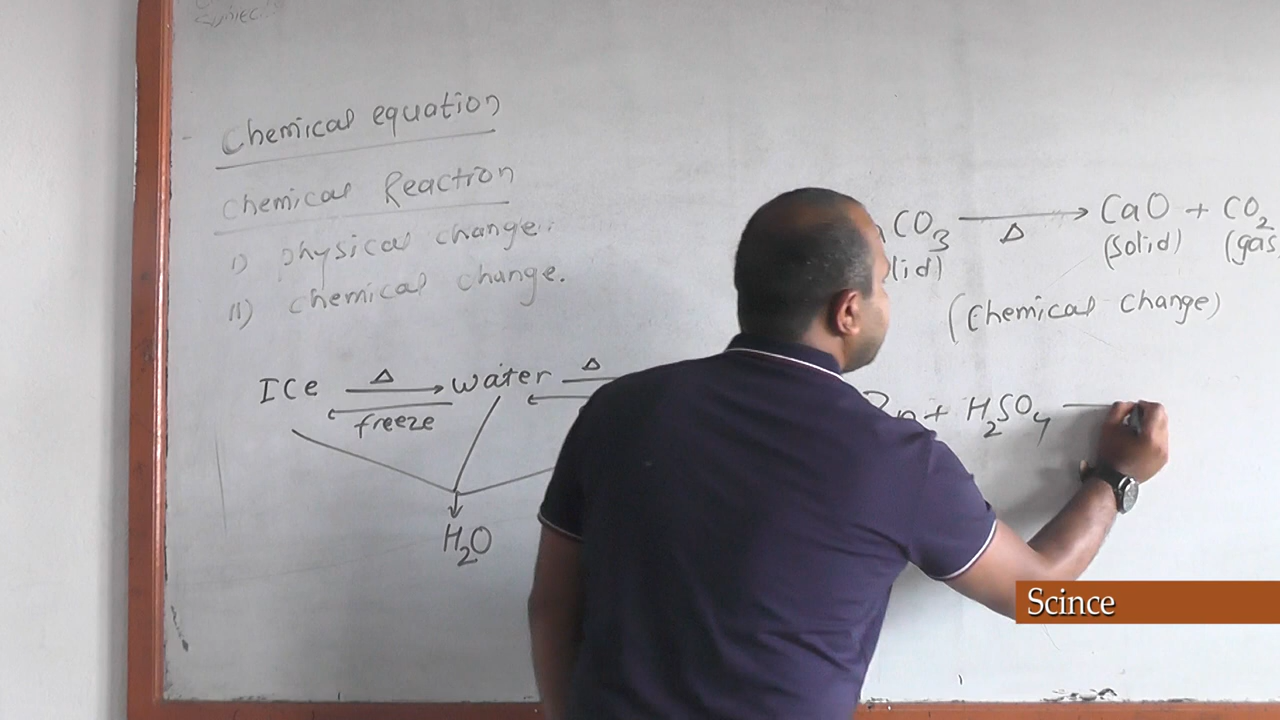 Chemical equation
Chemical Reaction
I) physical change.
II) chemical change.
Ice Δ water Δ
freeze
H2O
CO3 Δ CaO + CO2
(solid) (gas
(Chemical change)
+ H2SO4
Scince